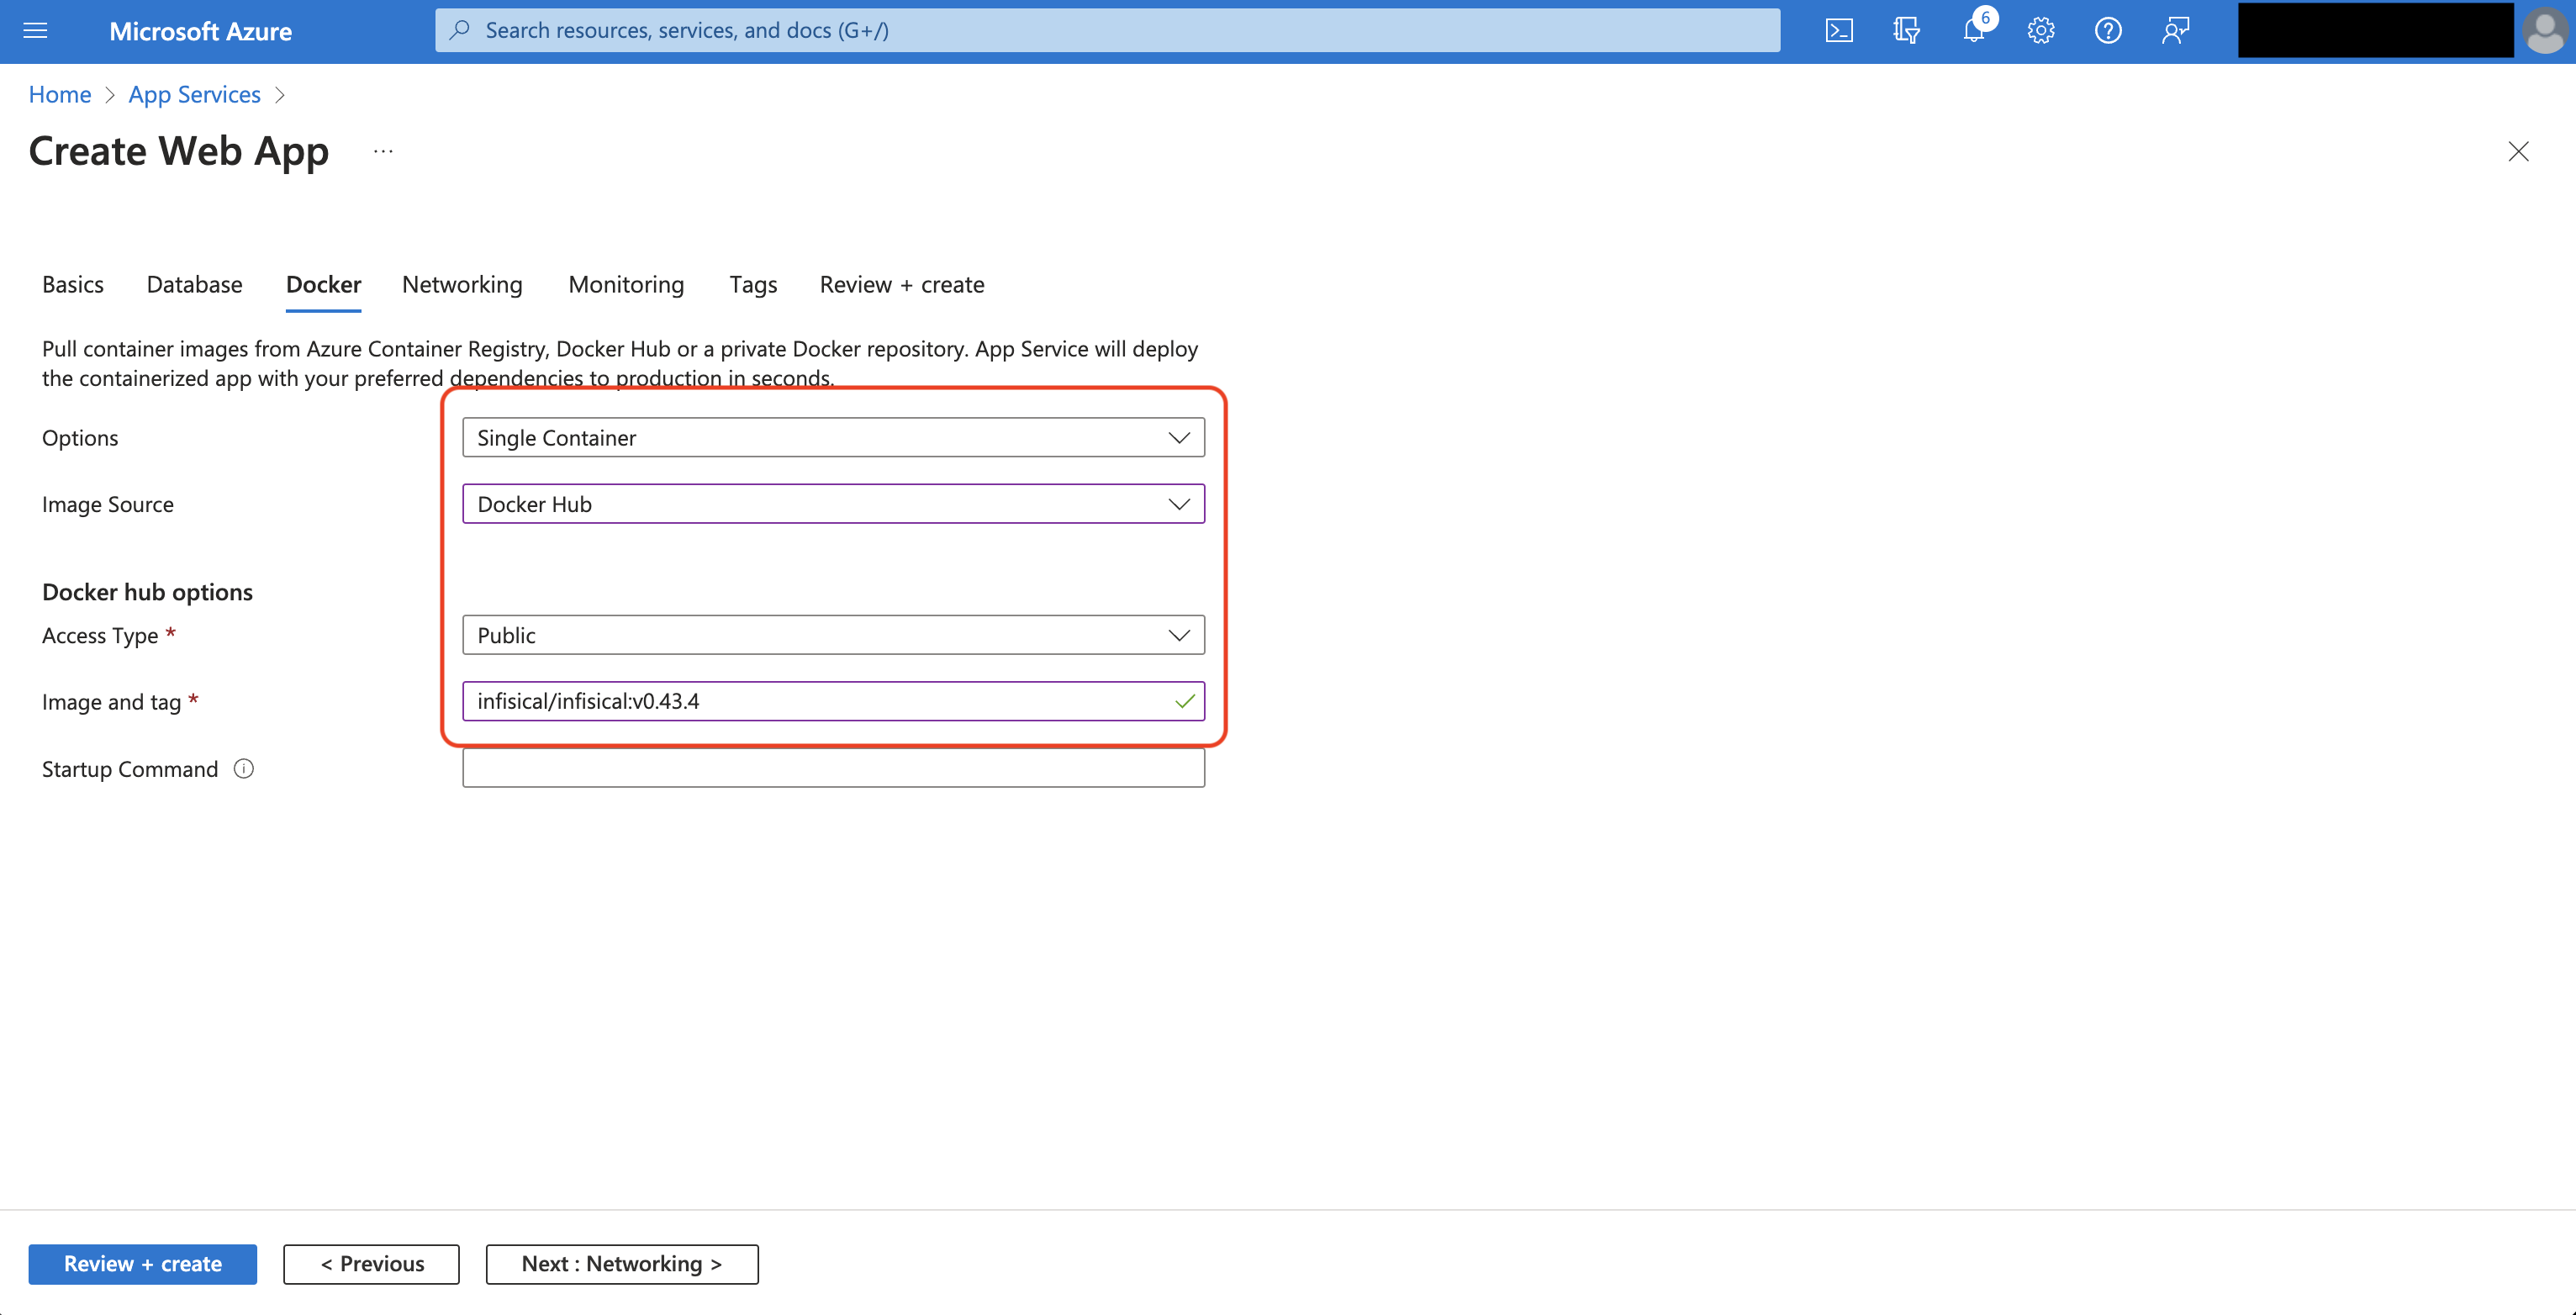 Microsoft Azure
Search resources, services, and docs (G+/)
6
Home > App Services >
Create Web App ...
Basics Database Docker Networking Monitoring Tags Review + create
Pull container images from Azure Container Registry, Docker Hub or a private Docker repository. App Service will deploy
the containerized app with your preferred dependencies to production in seconds.
Options Single Container
Image Source Docker Hub
Docker hub options
Access Type * Public
Image and tag * infisical/infisical:v0.43.4
Startup Command
Review + create < Previous Next : Networking >